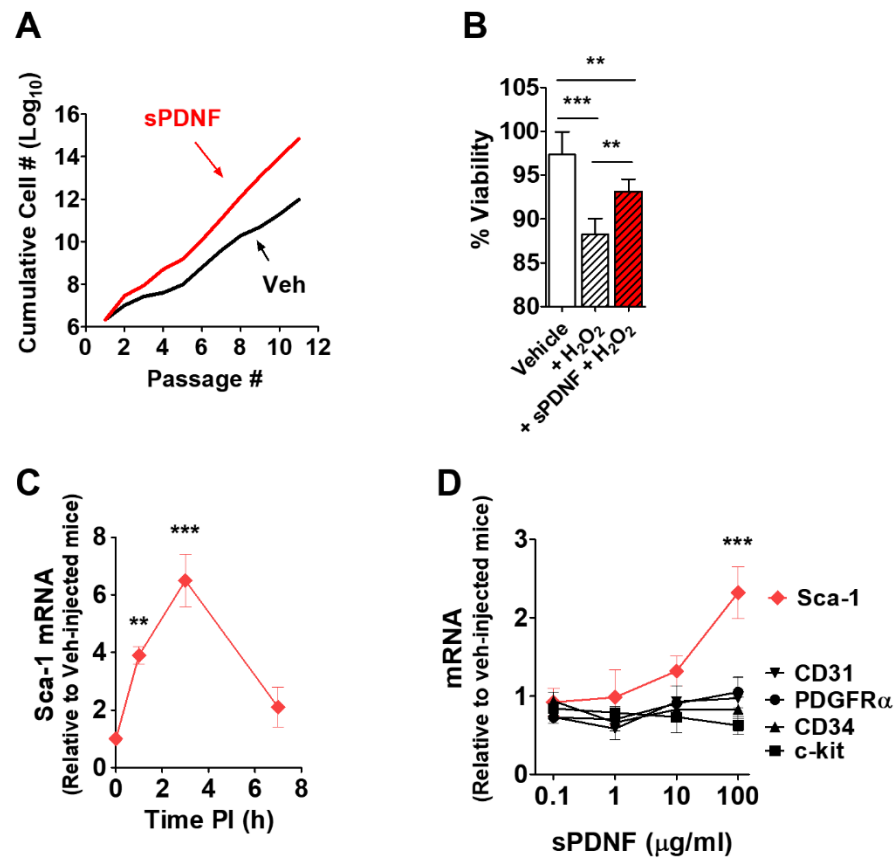 A
Cumulative Cell # (Log10)
16
14
12
10
8
6
sPDNF
Veh
2 4 6 8 10 12
Passage #
B
% Viability
105
100
95
90
85
80
**
***
**
Vehicle
+ H2O2
+ sPDNF + H2O2
C
Sca-1 mRNA
(Relative to Veh-injected mice)
8
6
4
2
0
**
***
0 3 6 9
Time PI (h)
D
mRNA
(Relative to veh-injected mice)
3
2
1
0
***
Sca-1
CD31
PDGFRα
CD34
c-kit
0.1 1 10 100
sPDNF (μg/ml)